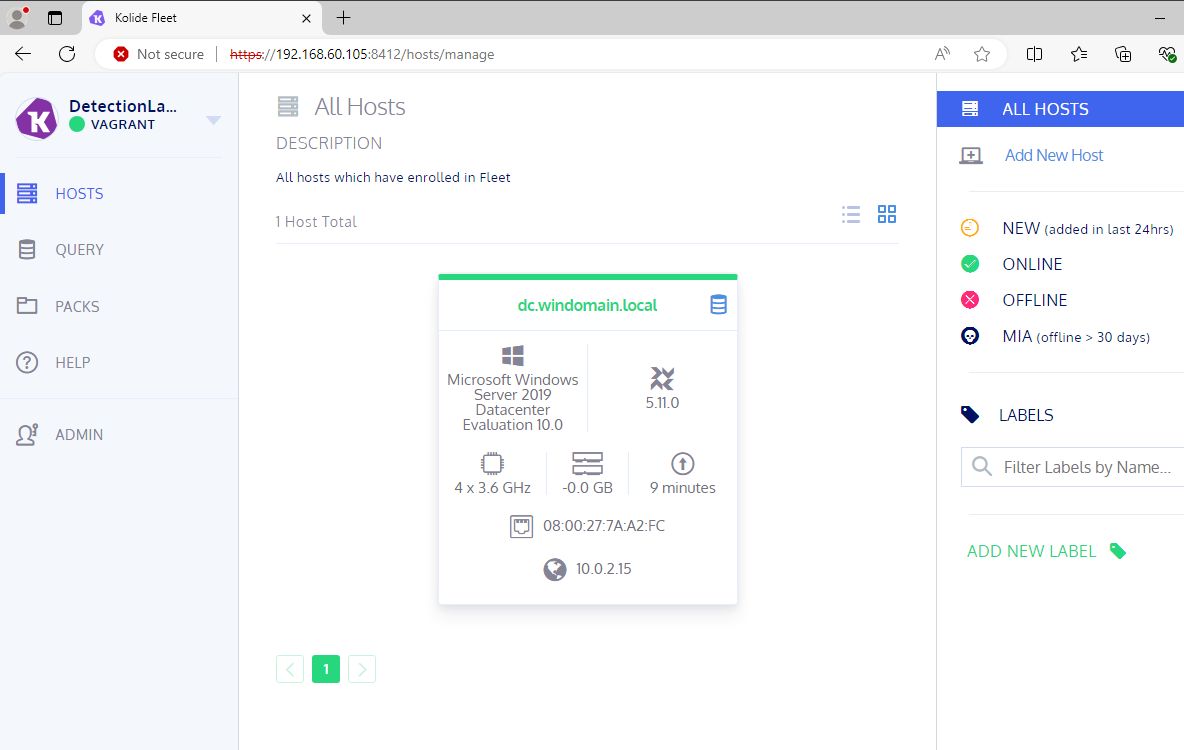 Kolide Fleet
Not secure
https://192.168.60.105:8412/hosts/manage
DetectionLa...
VAGRANT
HOSTS
QUERY
PACKS
HELP
ADMIN
All Hosts
DESCRIPTION
All hosts which have enrolled in Fleet
1 Host Total
dc.windomain.local
Microsoft Windows
Server 2019
Datacenter
Evaluation 10.0
5.11.0
4 x 3.6 GHz
-0.0 GB
9 minutes
08:00:27:7A:A2:FC
10.0.2.15
1
ALL HOSTS
Add New Host
NEW (added in last 24hrs)
ONLINE
OFFLINE
MIA (offline > 30 days)
LABELS
Filter Labels by Name...
ADD NEW LABEL